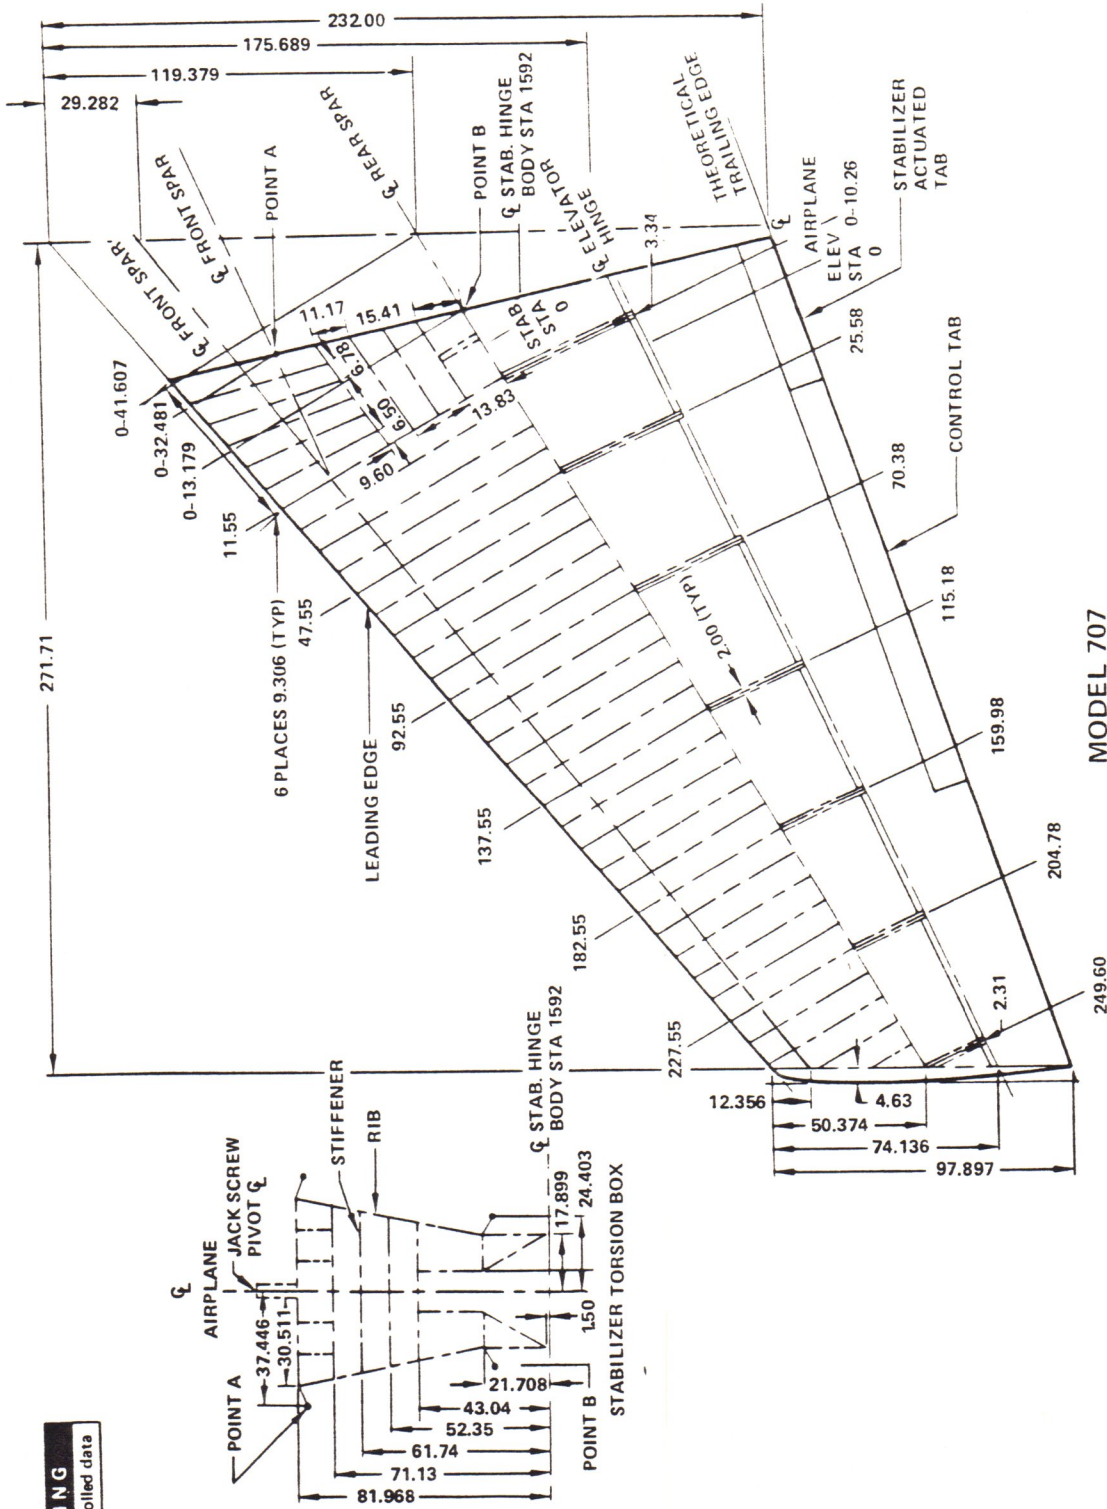 232.00
175.689
119.379
29.282
271.71
℄ FRONT SPAR
℄ FRONT SPAR
POINT A
℄ REAR SPAR
POINT B
℄ STAB. HINGE
BODY STA 1592
℄ ELEVATOR
HINGE
THEORETICAL
TRAILING EDGE
℄
AIRPLANE
ELEV
STA 0-10.26
0
STABILIZER
ACTUATED
TAB
0-41.607
0-32.481
0-13.179
11.55
6 PLACES 9.306 (TYP)
47.55
LEADING EDGE
92.55
137.55
182.55
227.55
11.17
15.41
6.78
6.50
9.60
13.83
STAB
STA
0
3.34
2.00 (TYP)
25.58
CONTROL TAB
70.38
115.18
159.98
204.78
249.60
2.31
12.356
4.63
50.374
74.136
97.897
MODEL 707
℄
AIRPLANE
JACK SCREW
PIVOT ℄
STIFFENER
RIB
℄ STAB. HINGE
BODY STA 1592
37.446
30.511
POINT A
17.899
24.403
1.50
21.708
43.04
52.35
61.74
71.13
81.968
POINT B
STABILIZER TORSION BOX
olled data